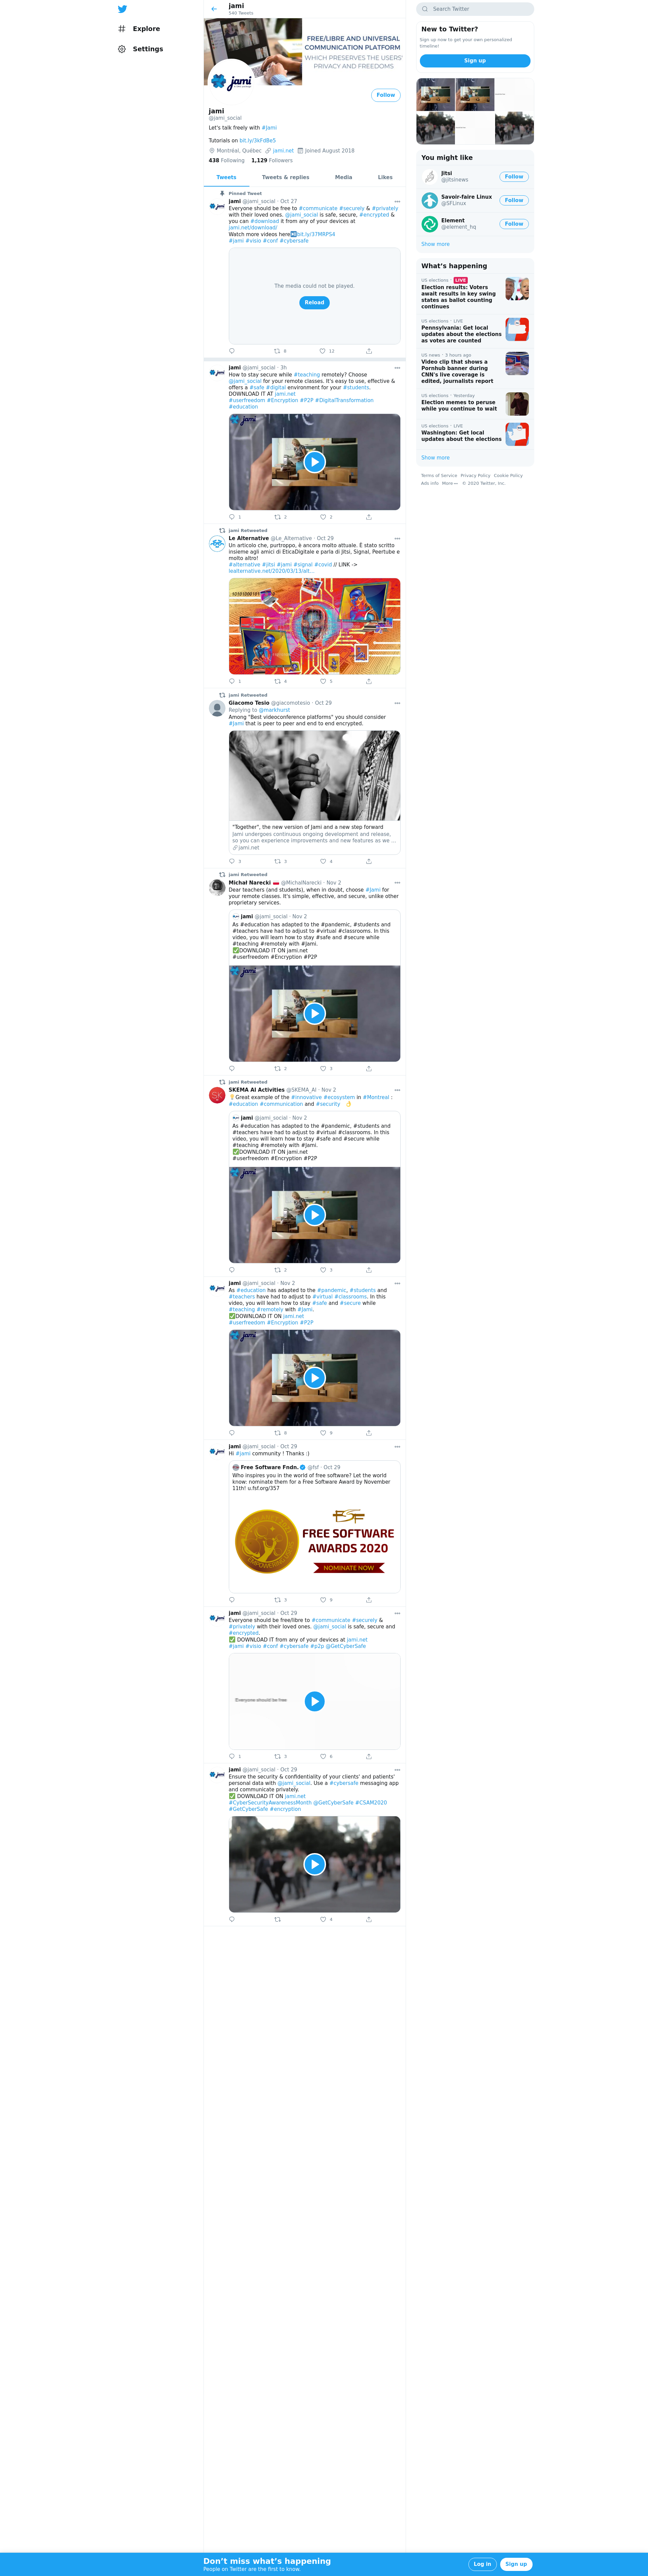 Explore
Settings
jami
540 Tweets
FREE/LIBRE AND UNIVERSAL
COMMUNICATION PLATFORM
WHICH PRESERVES THE USERS'
PRIVACY AND FREEDOMS
jami
Follow
jami
@jami_social
Let's talk freely with #Jami
Tutorials on bit.ly/3kFdBe5
Montréal, Québec jami.net Joined August 2018
438 Following 1,129 Followers
Tweets Tweets & replies Media Likes
Pinned Tweet
jami @jami_social · Oct 27
Everyone should be free to #communicate #securely & #privately
with their loved ones. @jami_social is safe, secure, #encrypted &
you can #download it from any of your devices at
jami.net/download/
Watch more videos here bit.ly/3TMRPS4
#jami #visio #conf #cybersafe
The media could not be played.
Reload
8 12
jami @jami_social · 3h
How to stay secure while #teaching remotely? Choose
@jami_social for your remote classes. It's easy to use, effective &
offers a #safe #digital environment for your #students.
DOWNLOAD IT AT jami.net
#userfreedom #Encryption #P2P #DigitalTransformation
#education
jami
1 2 2
jami Retweeted
Le Alternative @Le_Alternative · Oct 29
Un articolo che, purtroppo, è ancora molto attuale. È stato scritto
insieme agli amici di EticaDigitale e parla di Jitsi, Signal, Peertube e
molto altro!
#alternative #jitsi #jami #signal #covid // LINK ->
lealternative.net/2020/03/13/alt…
1 4 5
jami Retweeted
Giacomo Tesio @giacomotesio · Oct 29
Replying to @markhurst
Among "Best videoconference platforms" you should consider
#Jami that is peer to peer and end to end encrypted.
"Together", the new version of Jami and a new step forward
Jami undergoes continuous ongoing development and release,
so you can experience improvements and new features as we ...
jami.net
3 3 4
jami Retweeted
Michał Narecki @MichalNarecki · Nov 2
Dear teachers (and students), when in doubt, choose #Jami for
your remote classes. It's simple, effective, and secure, unlike other
proprietary services.
jami @jami_social · Nov 2
As #education has adapted to the #pandemic, #students and
#teachers have had to adjust to #virtual #classrooms. In this
video, you will learn how to stay #safe and #secure while
#teaching #remotely with #Jami.
✅DOWNLOAD IT ON jami.net
#userfreedom #Encryption #P2P
jami
2 3
jami Retweeted
SKEMA AI Activities @SKEMA_AI · Nov 2
💡Great example of the #innovative #ecosystem in #Montreal :
#education #communication and #security 👌
jami @jami_social · Nov 2
As #education has adapted to the #pandemic, #students and
#teachers have had to adjust to #virtual #classrooms. In this
video, you will learn how to stay #safe and #secure while
#teaching #remotely with #Jami.
✅DOWNLOAD IT ON jami.net
#userfreedom #Encryption #P2P
jami
2 3
jami @jami_social · Nov 2
As #education has adapted to the #pandemic, #students and
#teachers have had to adjust to #virtual #classrooms. In this
video, you will learn how to stay #safe and #secure while
#teaching #remotely with #Jami.
✅DOWNLOAD IT ON jami.net
#userfreedom #Encryption #P2P
jami
8 9
jami @jami_social · Oct 29
Hi #Jami community ! Thanks :)
Free Software Fndn. @fsf · Oct 29
Who inspires you in the world of free software? Let the world
know: nominate them for a Free Software Award by November
11th! u.fsf.org/357
FSF
FREE SOFTWARE
AWARDS 2020
NOMINATE NOW
3 9
jami @jami_social · Oct 29
Everyone should be free/libre to #communicate #securely &
#privately with their loved ones. @jami_social is safe, secure and
#encrypted.
✅ DOWNLOAD IT from any of your devices at jami.net
#jami #visio #conf #cybersafe #p2p @GetCyberSafe
Everyone should be free
1 3 6
jami @jami_social · Oct 29
Ensure the security & confidentiality of your clients' and patients'
personal data with @jami_social. Use a #cybersafe messaging app
and communicate privately.
✅ DOWNLOAD IT ON jami.net
#CyberSecurityAwarenessMonth @GetCyberSafe #CSAM2020
#GetCyberSafe #encryption
4
Search Twitter
New to Twitter?
Sign up now to get your own personalized
timeline!
Sign up
You might like
Jitsi
@jitsinews
Follow
Savoir-faire Linux
@SFLinux
Follow
Element
@element_hq
Follow
Show more
What's happening
US elections · LIVE
Election results: Voters
await results in key swing
states as ballot counting
continues
US elections · LIVE
Pennsylvania: Get local
updates about the elections
as votes are counted
US news · 3 hours ago
Video clip that shows a
Pornhub banner during
CNN's live coverage is
edited, journalists report
US elections · Yesterday
Election memes to peruse
while you continue to wait
US elections · LIVE
Washington: Get local
updates about the elections
Show more
Terms of Service Privacy Policy Cookie Policy
Ads info More ··· © 2020 Twitter, Inc.
Don't miss what's happening
People on Twitter are the first to know.
Log in Sign up